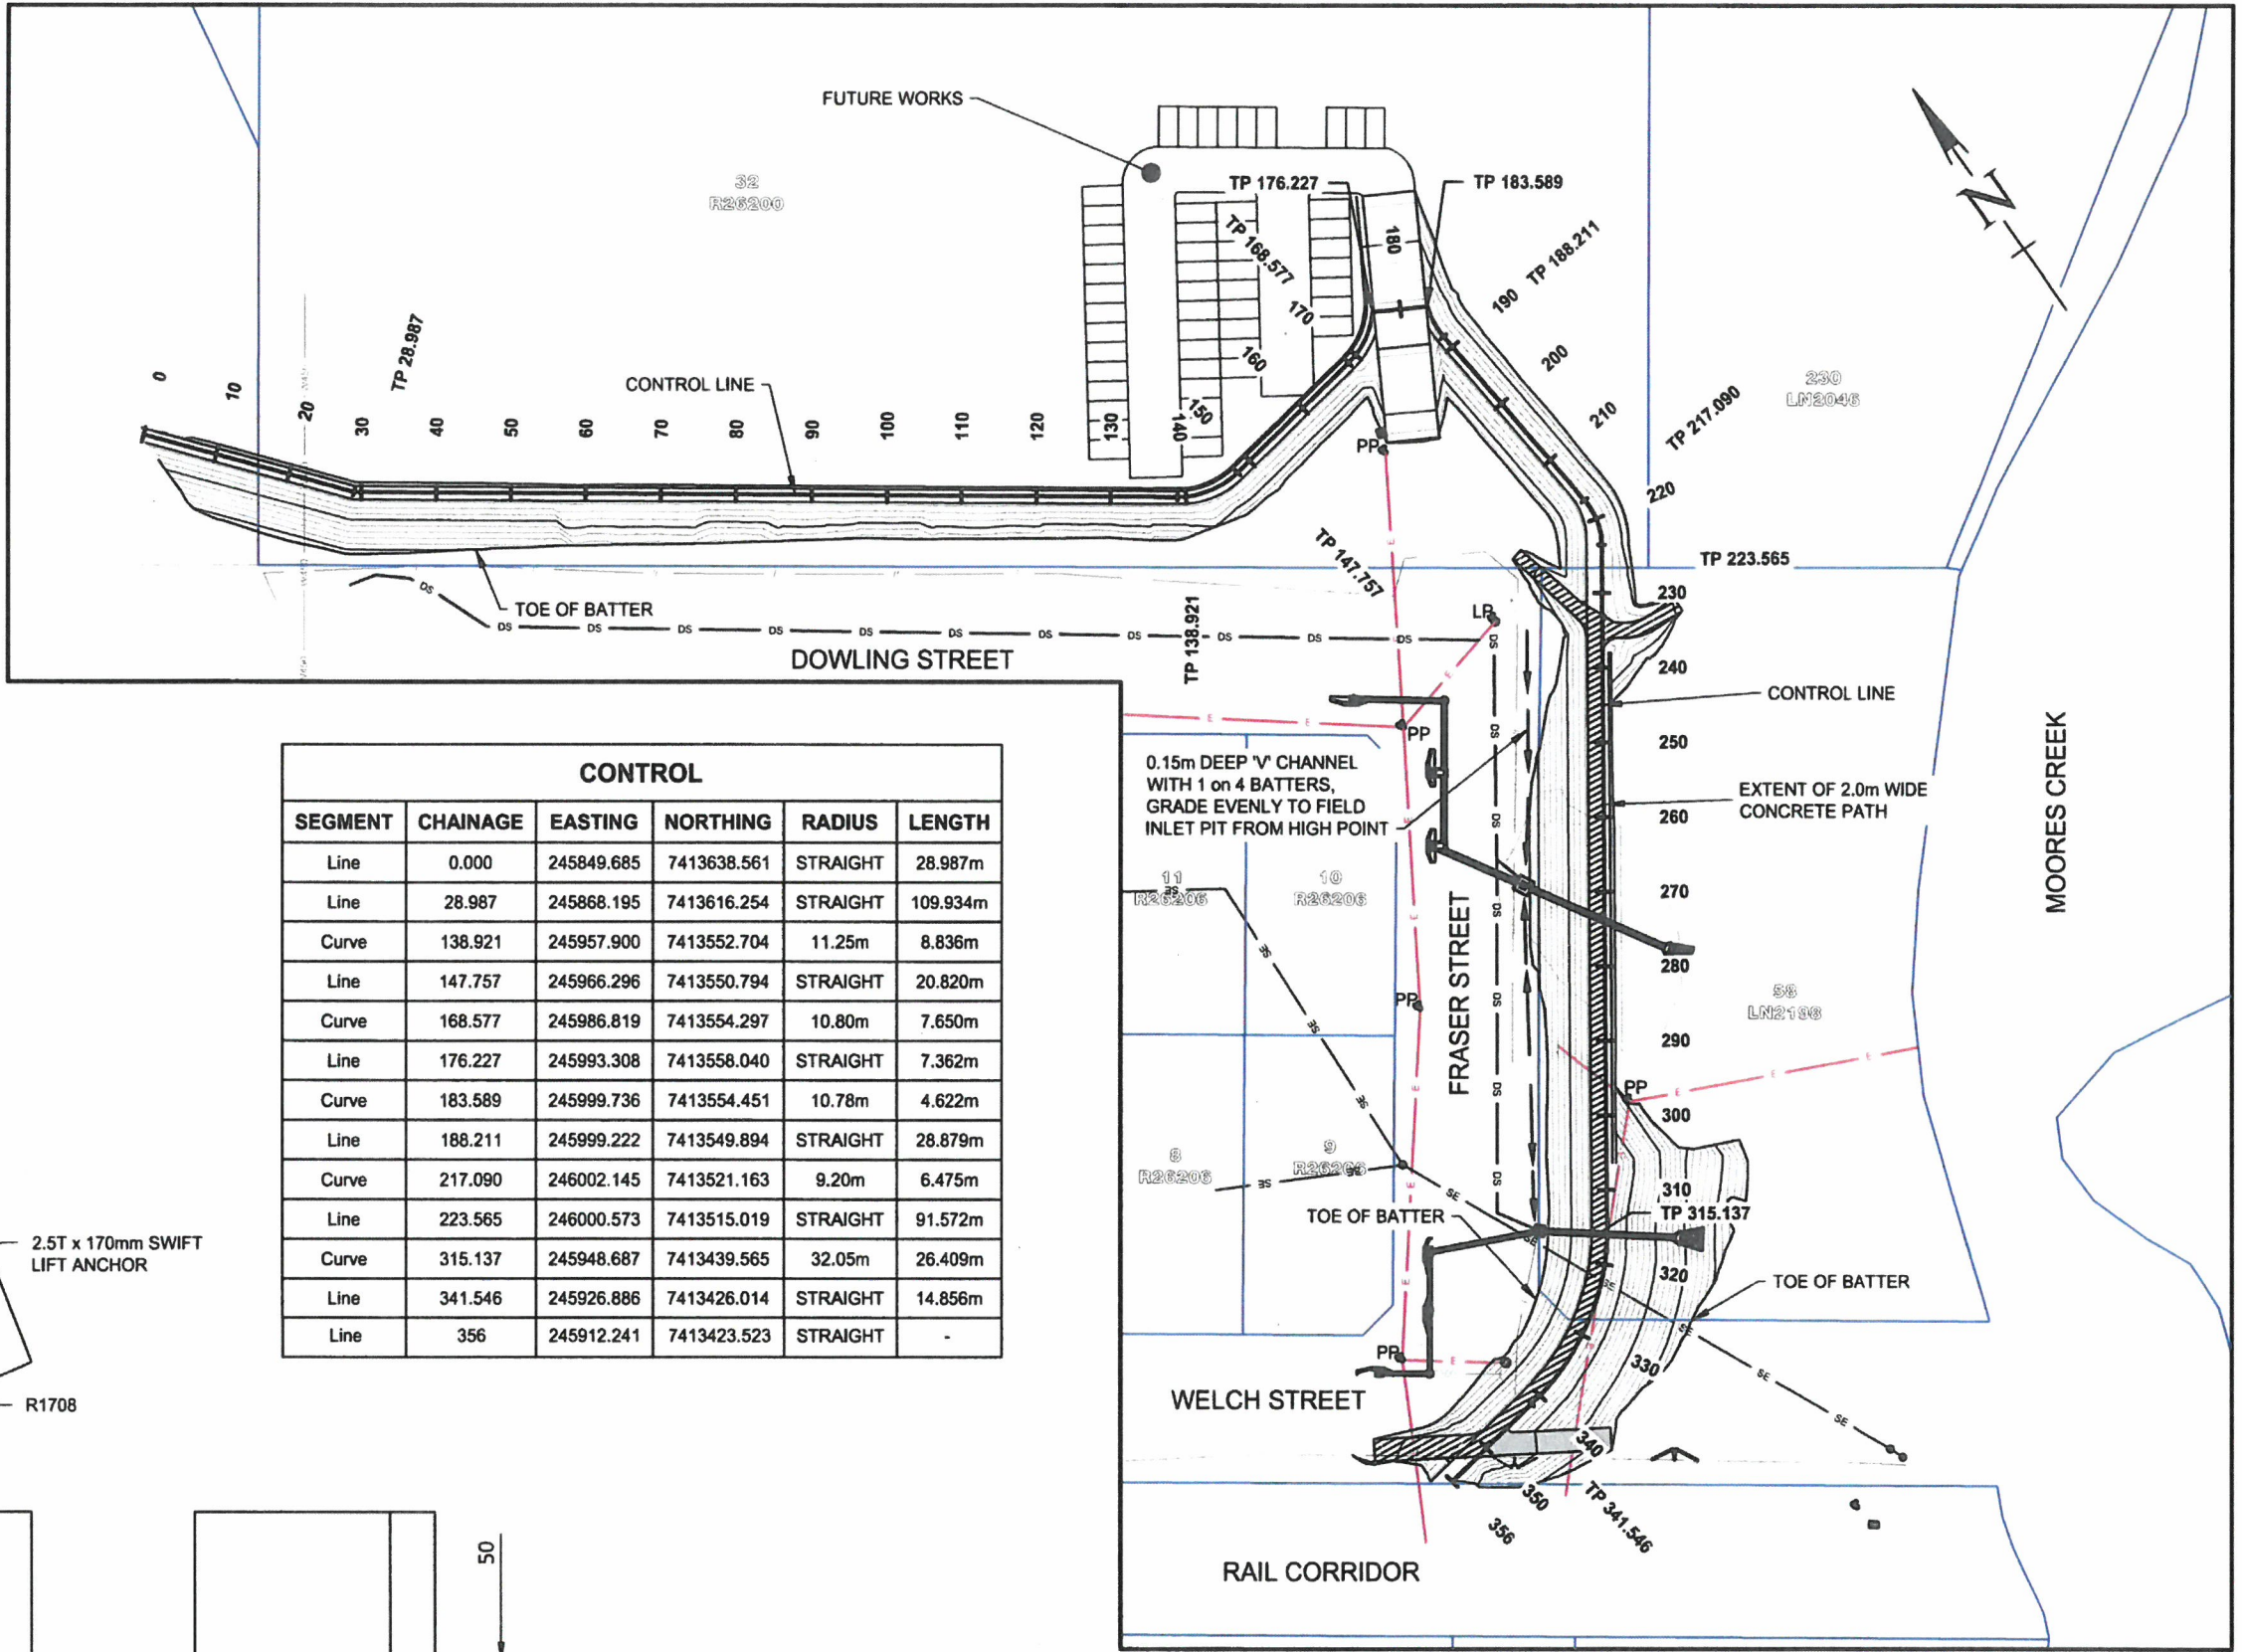 FUTURE WORKS
32
R26200
TP 176.227
TP 183.589
TP 168.577
180
190
TP 188.211
170
160
150
140
130
200
210
TP 217.090
220
230
LN2046
N
0
10
20
TP 28.987
30
40
50
60
70
80
90
100
110
120
CONTROL LINE
PP
TP 147.757
TP 138.921
TP 223.565
230
240
250
260
270
280
290
300
310
TP 315.137
320
330
340
350
356
TP 341.546
TOE OF BATTER
DS
DS DS DS DS DS DS DS DS DS DS DS
DOWLING STREET
LP
CONTROL LINE
EXTENT OF 2.0m WIDE
CONCRETE PATH
MOORES CREEK
0.15m DEEP 'V' CHANNEL
WITH 1 on 4 BATTERS,
GRADE EVENLY TO FIELD
INLET PIT FROM HIGH POINT
PP
11
R26206
10
R26206
FRASER STREET
58
LN2198
PP
PP
8
R26206
9
R26206
TOE OF BATTER
TOE OF BATTER
PP
WELCH STREET
RAIL CORRIDOR
CONTROL
SEGMENT CHAINAGE EASTING NORTHING RADIUS LENGTH
Line 0.000 245849.685 7413638.561 STRAIGHT 28.987m
Line 28.987 245868.195 7413616.254 STRAIGHT 109.934m
Curve 138.921 245957.900 7413552.704 11.25m 8.836m
Line 147.757 245966.296 7413550.794 STRAIGHT 20.820m
Curve 168.577 245986.819 7413554.297 10.80m 7.650m
Line 176.227 245993.308 7413558.040 STRAIGHT 7.362m
Curve 183.589 245999.736 7413554.451 10.78m 4.622m
Line 188.211 245999.222 7413549.894 STRAIGHT 28.879m
Curve 217.090 246002.145 7413521.163 9.20m 6.475m
Line 223.565 246000.573 7413515.019 STRAIGHT 91.572m
Curve 315.137 245948.687 7413439.565 32.05m 26.409m
Line 341.546 245926.886 7413426.014 STRAIGHT 14.856m
Line 356 245912.241 7413423.523 STRAIGHT -
2.5T x 170mm SWIFT
LIFT ANCHOR
R1708
50